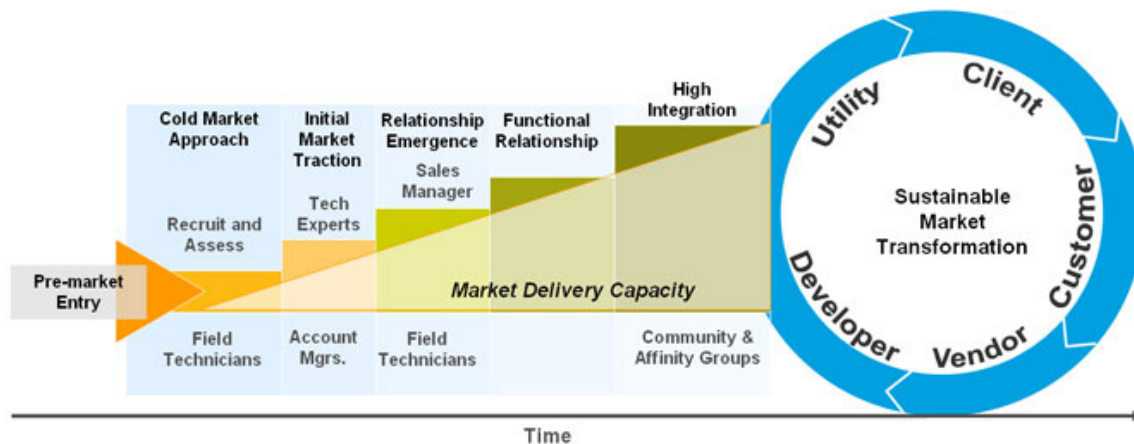 Pre-market
Entry
Cold Market
Approach
Recruit and
Assess
Field
Technicians
Initial
Market
Traction
Tech
Experts
Account
Mgrs.
Relationship
Emergence
Sales
Manager
Field
Technicians
Functional
Relationship
High
Integration
Community &
Affinity Groups
Market Delivery Capacity
Utility
Client
Customer
Vendor
Developer
Sustainable
Market
Transformation
Time